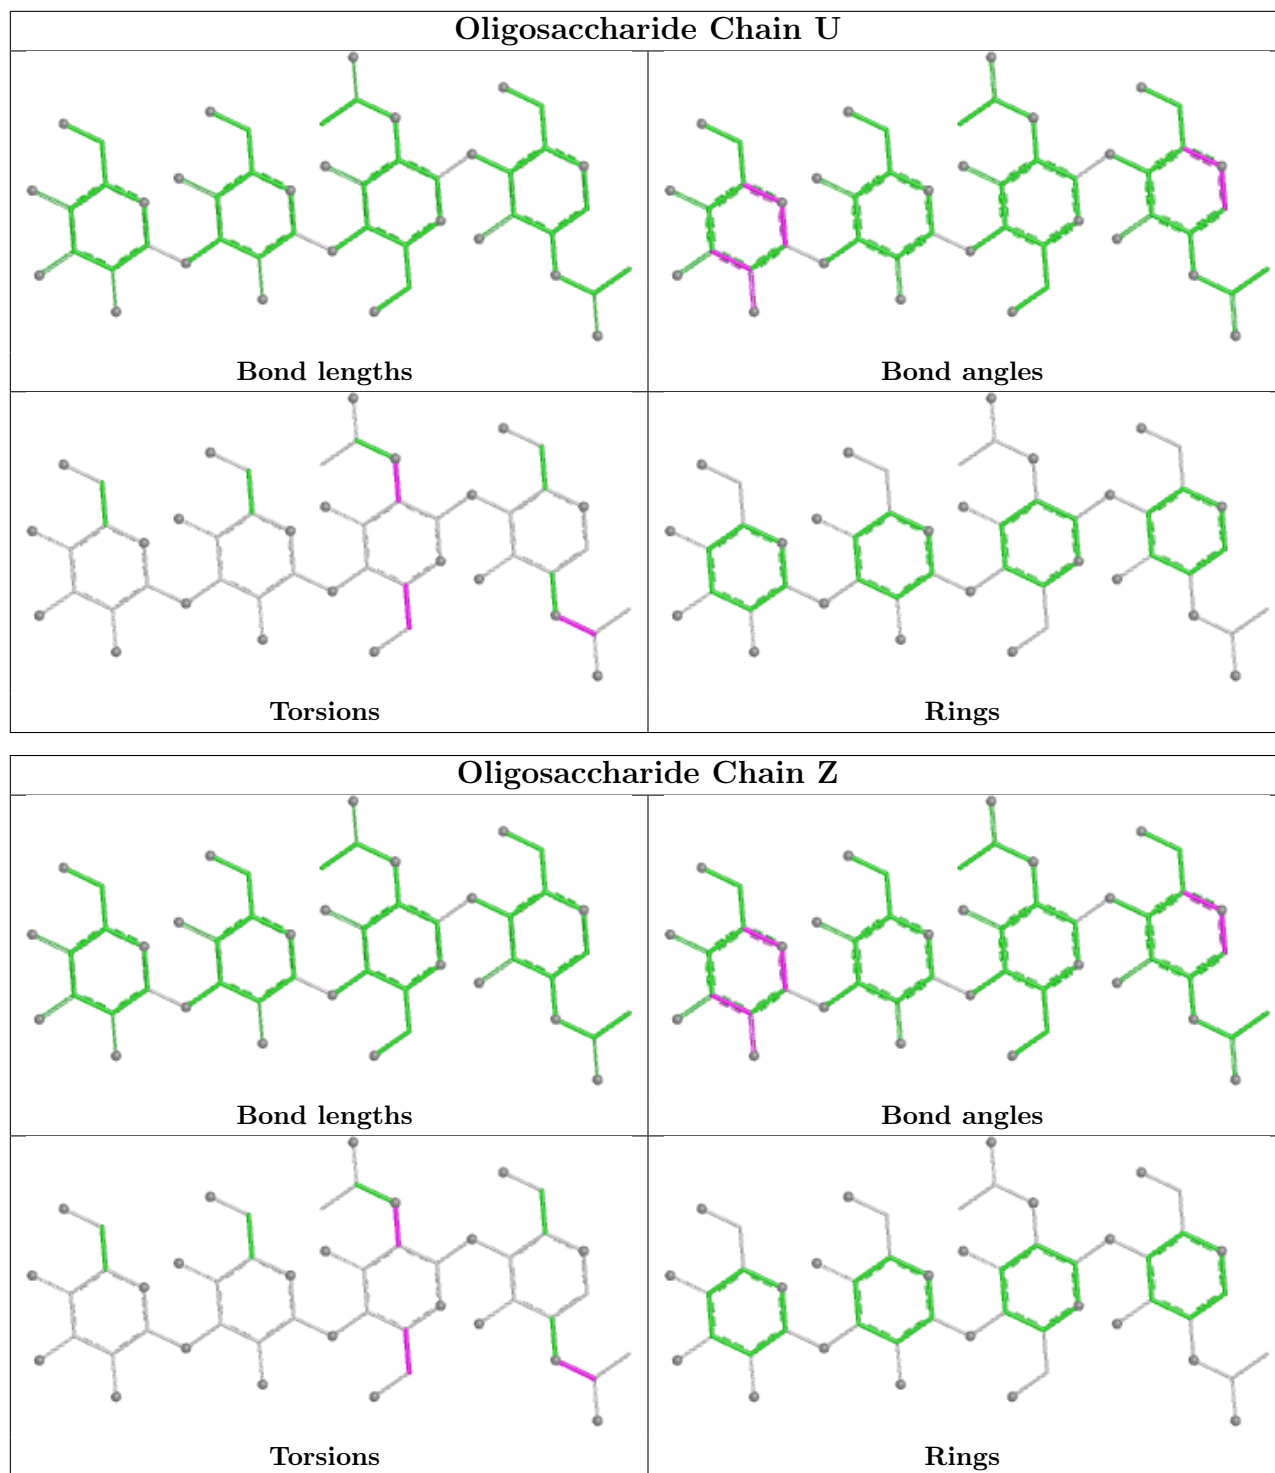 Oligosaccharide Chain U
Bond lengths
Bond angles
Torsions
Rings
Oligosaccharide Chain Z
Bond lengths
Bond angles
Torsions
Rings